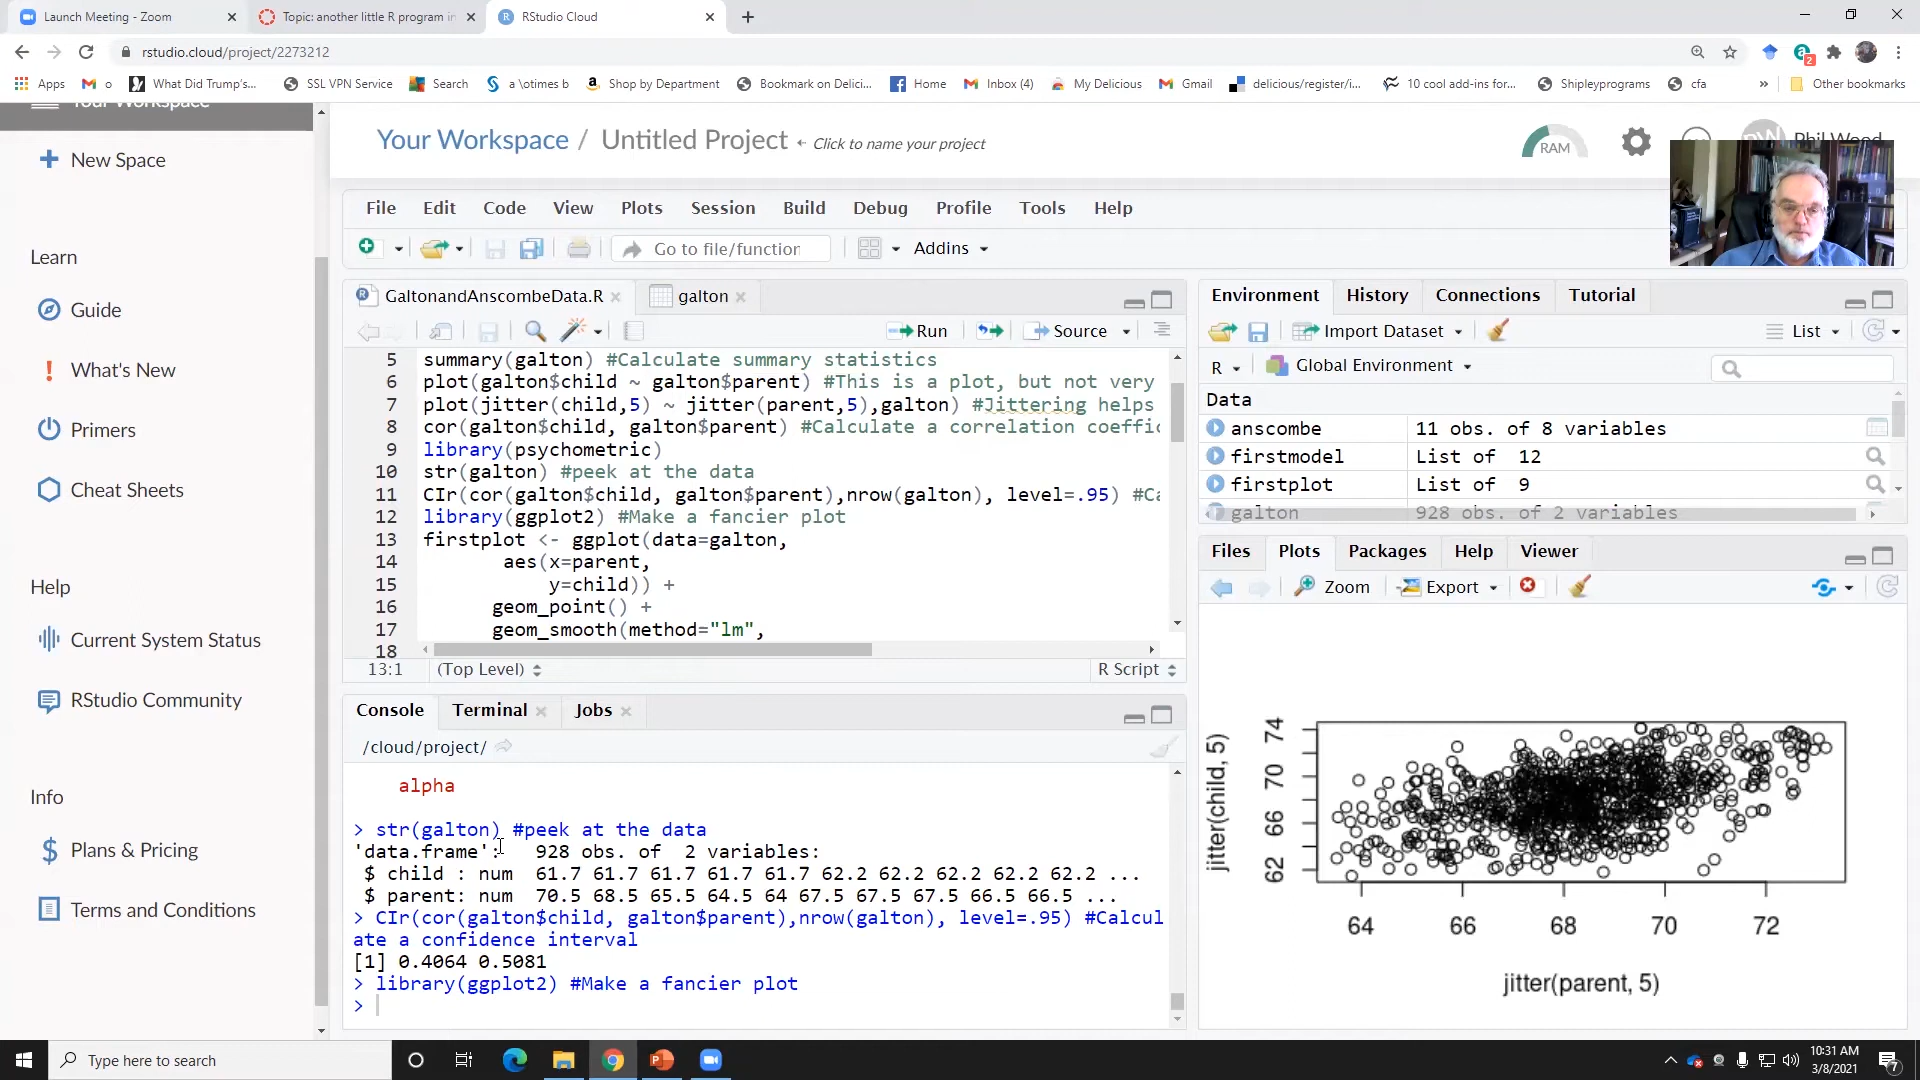 Launch Meeting - Zoom
Topic: another little R program in
RStudio Cloud
rstudio.cloud/project/2273212
2
Apps
o
What Did Trump's...
SSL VPN Service
Search
a \otimes b
Shop by Department
Bookmark on Delici...
Home
Inbox (4)
My Delicious
Gmail
delicious/register/i...
10 cool add-ins for...
Shipleyprograms
cfa
»
Other bookmarks
Your Workspace
New Space
Learn
Guide
What's New
Primers
Cheat Sheets
Help
Current System Status
RStudio Community
Info
Plans & Pricing
Terms and Conditions
Your Workspace / Untitled Project
Click to name your project
RAM
Phil Wood
File Edit Code View Plots Session Build Debug Profile Tools Help
Go to file/function
Addins
GaltonandAnscombeData.R
galton
Run
Source
5 summary(galton) #Calculate summary statistics
6 plot(galton$child ~ galton$parent) #This is a plot, but not very
7 plot(jitter(child,5) ~ jitter(parent,5),galton) #Jittering helps
8 cor(galton$child, galton$parent) #Calculate a correlation coeffic
9 library(psychometric)
10 str(galton) #peek at the data
11 CIr(cor(galton$child, galton$parent),nrow(galton), level=.95) #Ca
12 library(ggplot2) #Make a fancier plot
13 firstplot <- ggplot(data=galton,
14 aes(x=parent,
15 y=child)) +
16 geom_point() +
17 geom_smooth(method="lm",
18
13:1
(Top Level)
R Script
Console
Terminal
Jobs
/cloud/project/
alpha
> str(galton) #peek at the data
'data.frame': 928 obs. of 2 variables:
$ child : num 61.7 61.7 61.7 61.7 61.7 62.2 62.2 62.2 62.2 62.2 ...
$ parent: num 70.5 68.5 65.5 64.5 64 67.5 67.5 67.5 66.5 66.5 ...
> CIr(cor(galton$child, galton$parent),nrow(galton), level=.95) #Calcul
ate a confidence interval
[1] 0.4064 0.5081
> library(ggplot2) #Make a fancier plot
>
Environment
History
Connections
Tutorial
Import Dataset
List
R
Global Environment
Data
anscombe 11 obs. of 8 variables
firstmodel List of 12
firstplot List of 9
galton 928 obs. of 2 variables
Files
Plots
Packages
Help
Viewer
Zoom
Export
jitter(child, 5)
74
70
66
62
64 66 68 70 72
jitter(parent, 5)
Type here to search
10:31 AM
3/8/2021
7